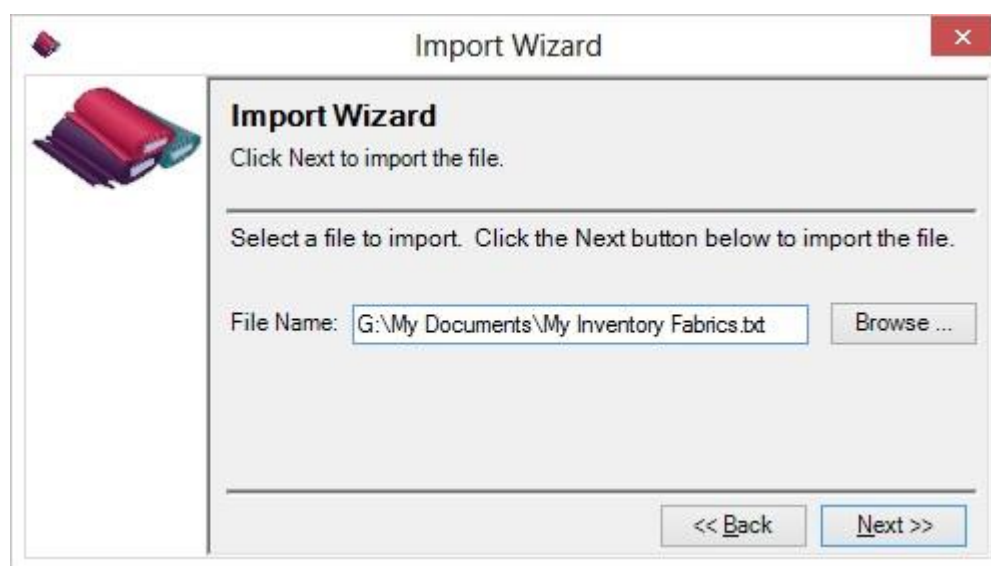 Import Wizard
Import Wizard
Click Next to import the file.
Select a file to import. Click the Next button below to import the file.
File Name: G:\My Documents\My Inventory Fabrics.txt Browse ...
<< Back Next >>